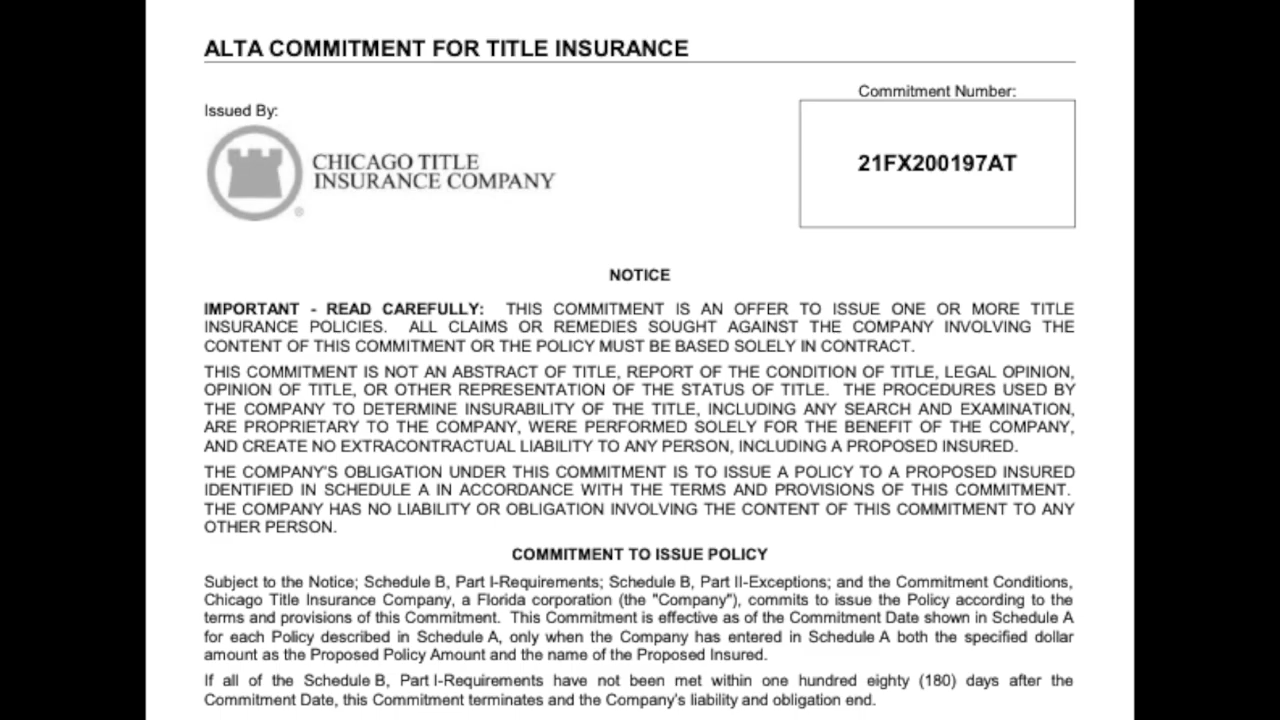 ALTA COMMITMENT FOR TITLE INSURANCE
Commitment Number:
Issued By:
CHICAGO TITLE
INSURANCE COMPANY
®
21FX200197AT
NOTICE
IMPORTANT - READ CAREFULLY: THIS COMMITMENT IS AN OFFER TO ISSUE ONE OR MORE TITLE
INSURANCE POLICIES. ALL CLAIMS OR REMEDIES SOUGHT AGAINST THE COMPANY INVOLVING THE
CONTENT OF THIS COMMITMENT OR THE POLICY MUST BE BASED SOLELY IN CONTRACT.
THIS COMMITMENT IS NOT AN ABSTRACT OF TITLE, REPORT OF THE CONDITION OF TITLE, LEGAL OPINION,
OPINION OF TITLE, OR OTHER REPRESENTATION OF THE STATUS OF TITLE. THE PROCEDURES USED BY
THE COMPANY TO DETERMINE INSURABILITY OF THE TITLE, INCLUDING ANY SEARCH AND EXAMINATION,
ARE PROPRIETARY TO THE COMPANY, WERE PERFORMED SOLELY FOR THE BENEFIT OF THE COMPANY,
AND CREATE NO EXTRACONTRACTUAL LIABILITY TO ANY PERSON, INCLUDING A PROPOSED INSURED.
THE COMPANY'S OBLIGATION UNDER THIS COMMITMENT IS TO ISSUE A POLICY TO A PROPOSED INSURED
IDENTIFIED IN SCHEDULE A IN ACCORDANCE WITH THE TERMS AND PROVISIONS OF THIS COMMITMENT.
THE COMPANY HAS NO LIABILITY OR OBLIGATION INVOLVING THE CONTENT OF THIS COMMITMENT TO ANY
OTHER PERSON.
COMMITMENT TO ISSUE POLICY
Subject to the Notice; Schedule B, Part I-Requirements; Schedule B, Part II-Exceptions; and the Commitment Conditions,
Chicago Title Insurance Company, a Florida corporation (the "Company"), commits to issue the Policy according to the
terms and provisions of this Commitment. This Commitment is effective as of the Commitment Date shown in Schedule A
for each Policy described in Schedule A, only when the Company has entered in Schedule A both the specified dollar
amount as the Proposed Policy Amount and the name of the Proposed Insured.
If all of the Schedule B, Part I-Requirements have not been met within one hundred eighty (180) days after the
Commitment Date, this Commitment terminates and the Company's liability and obligation end.